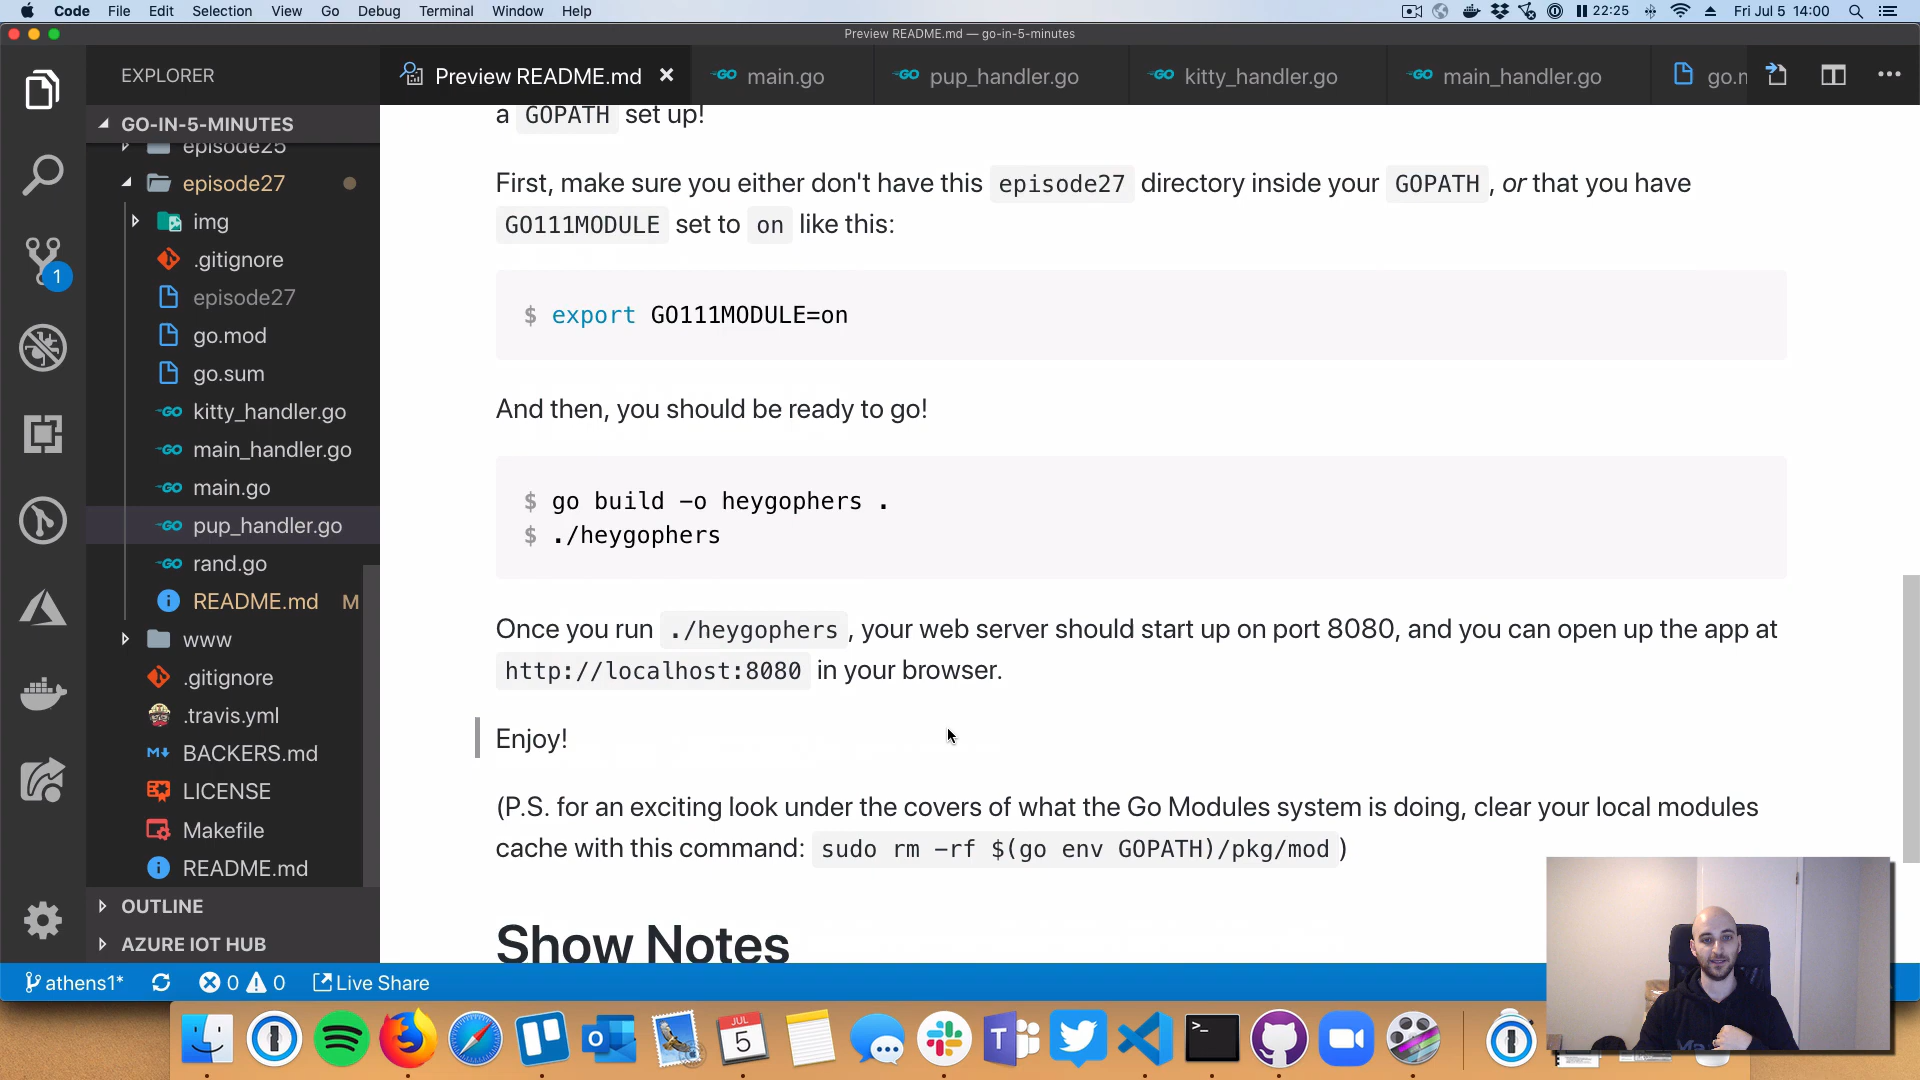 Code File Edit Selection View Go Debug Terminal Window Help
22:25 Fri Jul 5 14:00
Preview README.md — go-in-5-minutes
EXPLORER
Preview README.md
main.go
pup_handler.go
kitty_handler.go
main_handler.go
go.m
GO-IN-5-MINUTES
episode25
episode27
img
.gitignore
episode27
go.mod
go.sum
kitty_handler.go
main_handler.go
main.go
pup_handler.go
rand.go
README.md M
www
.gitignore
.travis.yml
BACKERS.md
LICENSE
Makefile
README.md
OUTLINE
AZURE IOT HUB
1
a GOPATH set up!
First, make sure you either don't have this episode27 directory inside your GOPATH , or that you have
GO111MODULE set to on like this:
$ export GO111MODULE=on
And then, you should be ready to go!
$ go build -o heygophers .
$ ./heygophers
Once you run ./heygophers , your web server should start up on port 8080, and you can open up the app at
http://localhost:8080 in your browser.
Enjoy!
(P.S. for an exciting look under the covers of what the Go Modules system is doing, clear your local modules
cache with this command: sudo rm -rf $(go env GOPATH)/pkg/mod )
Show Notes
athens1* 0 0 Live Share
JUL
5